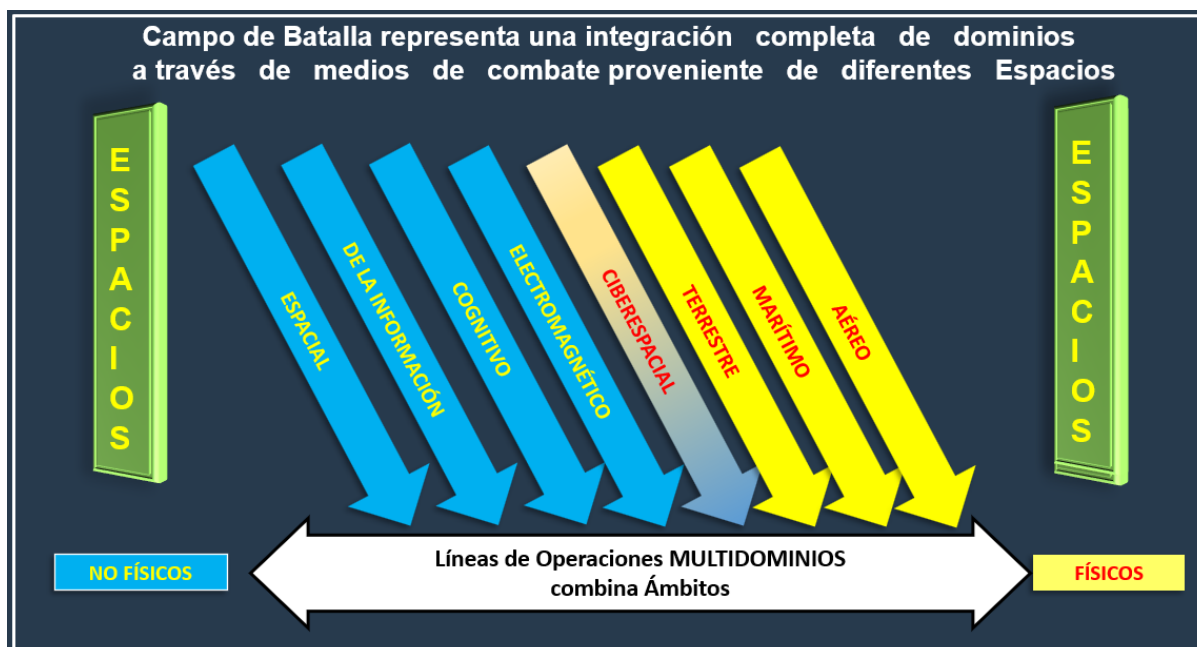 Campo de Batalla representa una integración completa de dominios
a través de medios de combate proveniente de diferentes Espacios
ESPACIOS
ESPACIAL
DE LA INFORMACIÓN
COGNITIVO
ELECTROMAGNÉTICO
CIBERESPACIAL
TERRESTRE
MARÍTIMO
AÉREO
ESPACIOS
NO FÍSICOS
Líneas de Operaciones MULTIDOMINIOS
combina Ámbitos
FÍSICOS